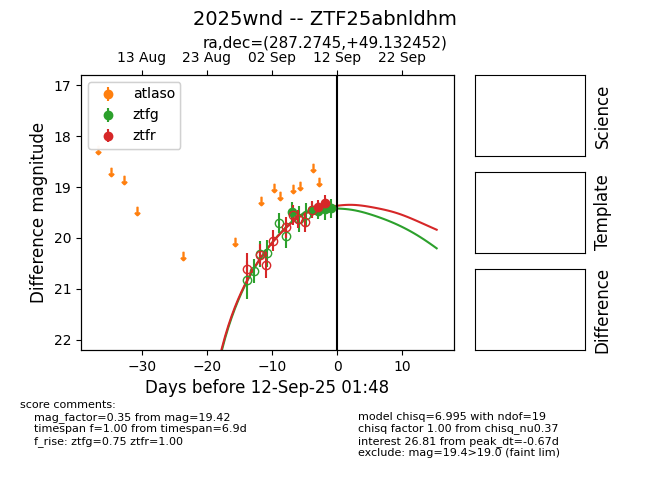 2025wnd -- ZTF25abnldhm
ra,dec=(287.2745,+49.132452)
13 Aug 23 Aug 02 Sep 12 Sep 22 Sep
17
18
19
20
21
22
Difference magnitude
atlaso
ztfg
ztfr
−30 −20 −10 0 10
Days before 12-Sep-25 01:48
Science
Template
Difference
score comments:
mag_factor=0.35 from mag=19.42
timespan f=1.00 from timespan=6.9d
f_rise: ztfg=0.75 ztfr=1.00
model chisq=6.995 with ndof=19
chisq factor 1.00 from chisq_nu0.37
interest 26.81 from peak_dt=-0.67d
exclude: mag=19.4>19.0 (faint lim)